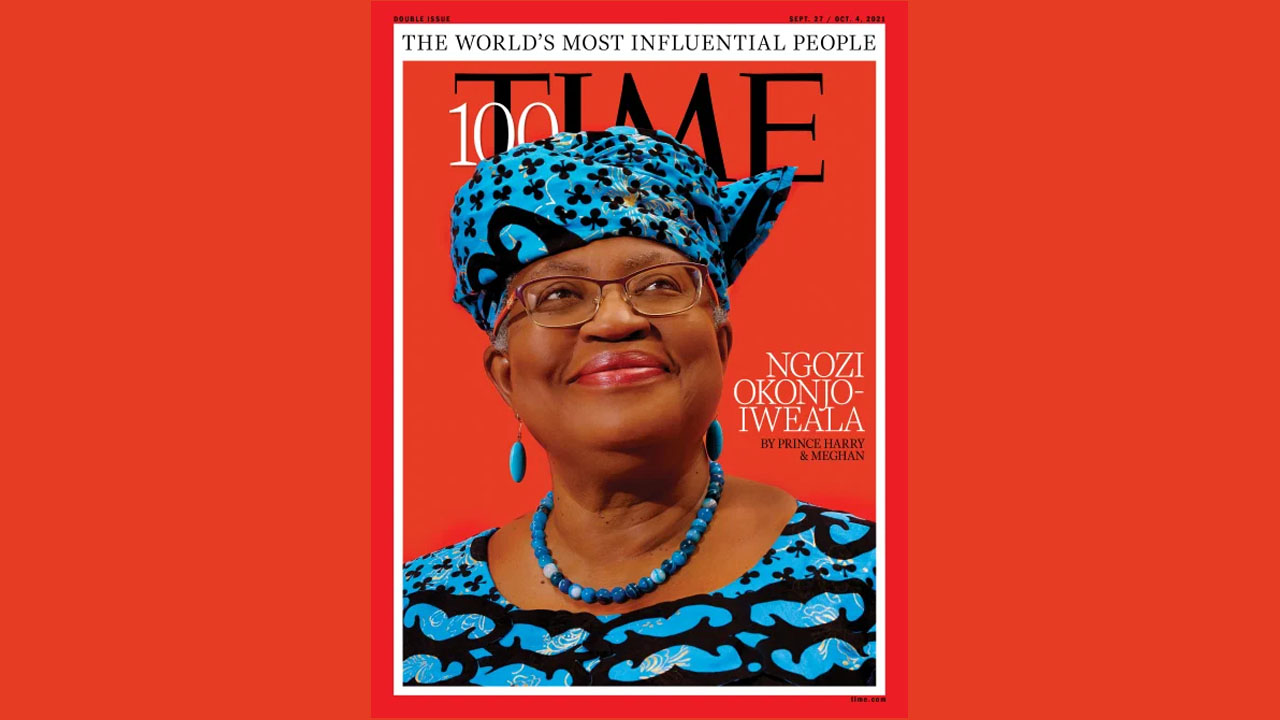 DOUBLE ISSUE
SEPT. 27 / OCT. 4, 2021
THE WORLD'S MOST INFLUENTIAL PEOPLE
TIME
100
NGOZI
OKONJO-
IWEALA
BY PRINCE HARRY
& MEGHAN
time.com